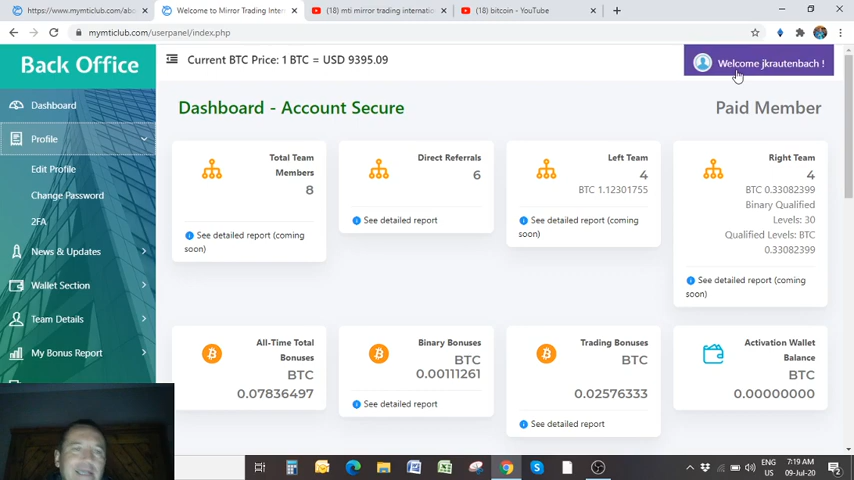 https://www.mymticlub.com/abo
Welcome to Mirror Trading Intern
(18) mti mirror trading internatio
(18) bitcoin - YouTube
mymticlub.com/userpanel/index.php
Back Office
Current BTC Price: 1 BTC = USD 9395.09
Welcome jkrautenbach !
Dashboard
Profile
Edit Profile
Change Password
2FA
News & Updates
Wallet Section
Team Details
My Bonus Report
Dashboard - Account Secure
Paid Member
Total Team
Members
8
See detailed report (coming
soon)
Direct Referrals
6
See detailed report
Left Team
4
BTC 1.12301755
See detailed report (coming
soon)
Right Team
4
BTC 0.33082399
Binary Qualified
Levels: 30
Qualified Levels: BTC
0.33082399
See detailed report (coming
soon)
All-Time Total
Bonuses
BTC
0.07836497
Binary Bonuses
BTC
0.00111261
See detailed report
Trading Bonuses
BTC
0.02576333
See detailed report
Activation Wallet
Balance
BTC
0.00000000
ENG
US
7:19 AM
09-Jul-20
2